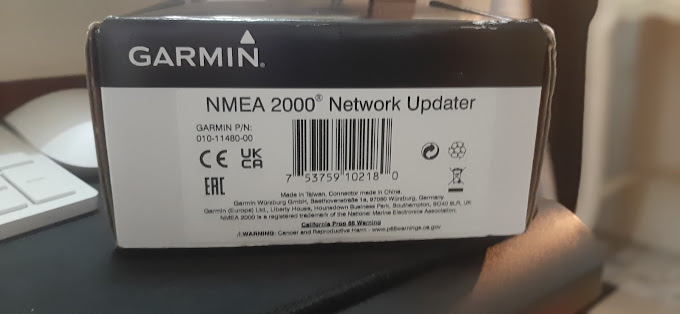 GARMIN®
NMEA 2000® Network Updater
GARMIN P/N:
010-11480-00
CE UK CA
EAC
7 53759 10218 0
Made in Taiwan. Connector made in China.
Garmin Würzburg GmbH, Beethovenstraße 1a, 97080 Würzburg, Germany.
Garmin (Europe) Ltd., Liberty House, Hounsdown Business Park, Southampton, SO40 9LR, UK
NMEA 2000 is a registered trademark of the National Marine Electronics Association.
California Prop 65 Warning
⚠WARNING: Cancer and Reproductive Harm - www.p65warnings.ca.gov